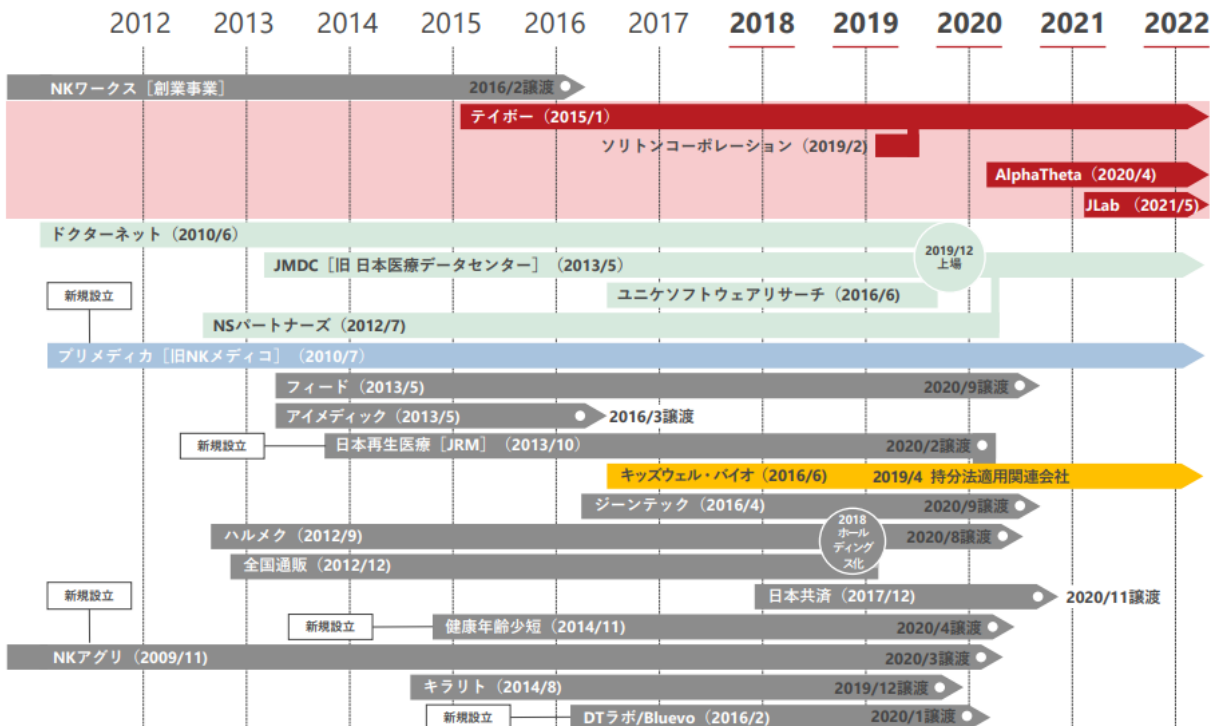 2012 2013 2014 2015 2016 2017 2018 2019 2020 2021 2022
NKワークス［創業事業］ 2016/2譲渡
テイボー（2015/1）
ソリトンコーポレーション（2019/2）
AlphaTheta（2020/4）
JLab （2021/5）
ドクターネット（2010/6）
2019/12
上場
JMDC［旧 日本医療データセンター］（2013/5）
新規設立
ユニケソフトウェアリサーチ（2016/6）
NSパートナーズ（2012/7）
プリメディカ［旧NKメディコ］（2010/7）
フィード（2013/5） 2020/9譲渡
アイメディック（2013/5） 2016/3譲渡
新規設立 日本再生医療［JRM］（2013/10） 2020/2譲渡
キッズウェル・バイオ（2016/6） 2019/4 持分法適用関連会社
ジーンテック（2016/4） 2020/9譲渡
2018
ホール
ディング
ス化
ハルメク（2012/9） 2020/8譲渡
全国通販（2012/12）
新規設立
日本共済（2017/12） 2020/11譲渡
新規設立 健康年齢少短（2014/11） 2020/4譲渡
NKアグリ（2009/11） 2020/3譲渡
キラリト（2014/8） 2019/12譲渡
新規設立 DTラボ/Bluevo（2016/2） 2020/1譲渡